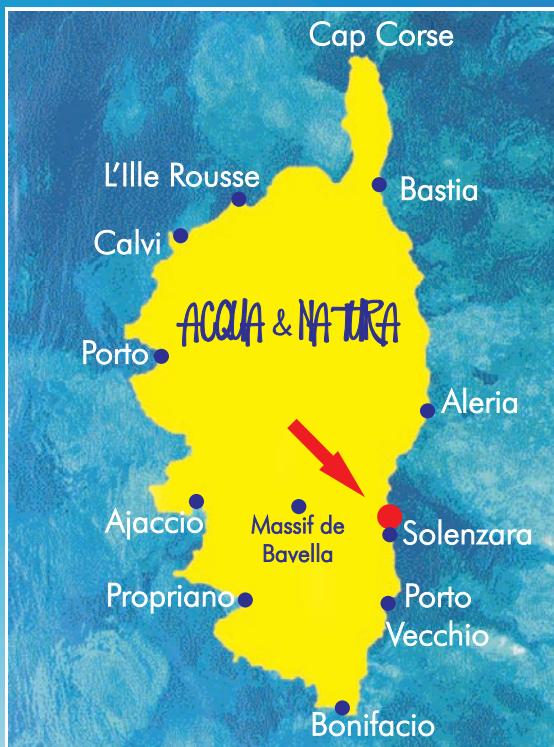 Cap Corse
L'Ille Rousse
Bastia
Calvi
ACQUA & NATURA
Porto
Aleria
Ajaccio
Massif de
Bavella
Solenzara
Propriano
Porto
Vecchio
Bonifacio